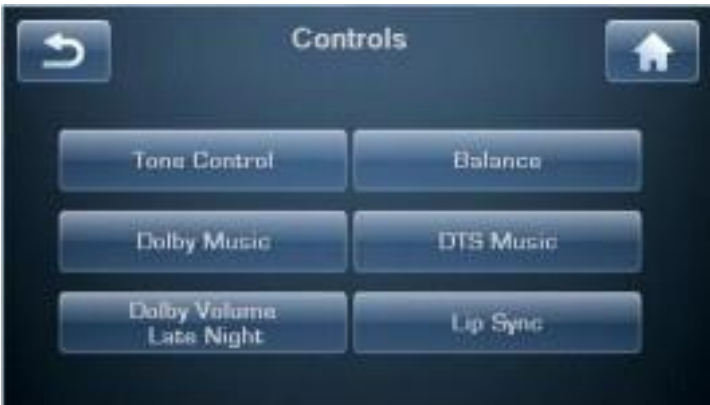 Controls
Tone Control
Balance
Dolby Music
DTS Music
Dolby Volume
Late Night
Lip Sync